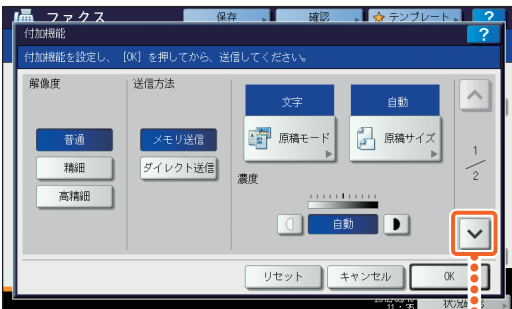 ファクス 保存 確認 テンプレート ?
付加機能 ?
付加機能を設定し、［OK］を押してから、送信してください。
解像度 送信方法
文字 自動
普通 メモリ送信 原稿モード 原稿サイズ
精細 ダイレクト送信
1
2
濃度
高精細
自動
リセット キャンセル OK
11：35 状況